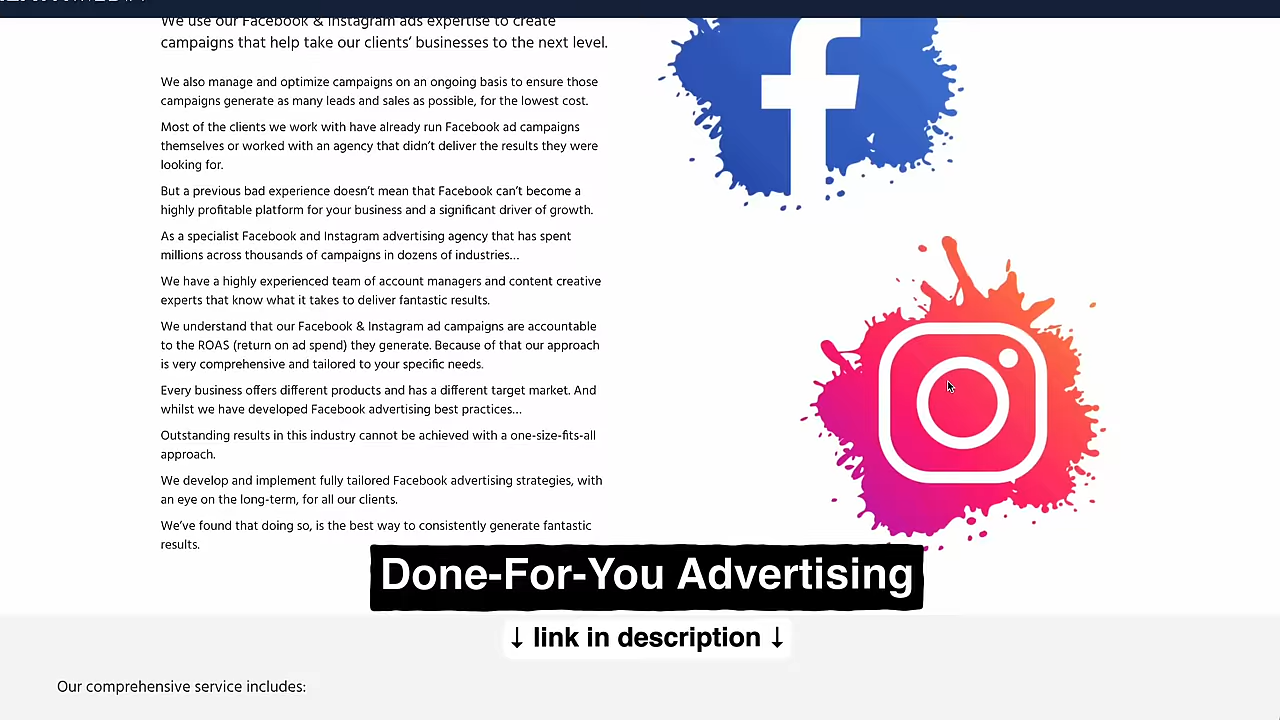 We use our Facebook & Instagram ads expertise to create
campaigns that help take our clients’ businesses to the next level.
We also manage and optimize campaigns on an ongoing basis to ensure those
campaigns generate as many leads and sales as possible, for the lowest cost.
Most of the clients we work with have already run Facebook ad campaigns
themselves or worked with an agency that didn’t deliver the results they were
looking for.
But a previous bad experience doesn’t mean that Facebook can’t become a
highly profitable platform for your business and a significant driver of growth.
As a specialist Facebook and Instagram advertising agency that has spent
millions across thousands of campaigns in dozens of industries…
We have a highly experienced team of account managers and content creative
experts that know what it takes to deliver fantastic results.
We understand that our Facebook & Instagram ad campaigns are accountable
to the ROAS (return on ad spend) they generate. Because of that our approach
is very comprehensive and tailored to your specific needs.
Every business offers different products and has a different target market. And
whilst we have developed Facebook advertising best practices…
Outstanding results in this industry cannot be achieved with a one-size-fits-all
approach.
We develop and implement fully tailored Facebook advertising strategies, with
an eye on the long-term, for all our clients.
We’ve found that doing so, is the best way to consistently generate fantastic
results.
Done-For-You Advertising
↓ link in description ↓
Our comprehensive service includes: